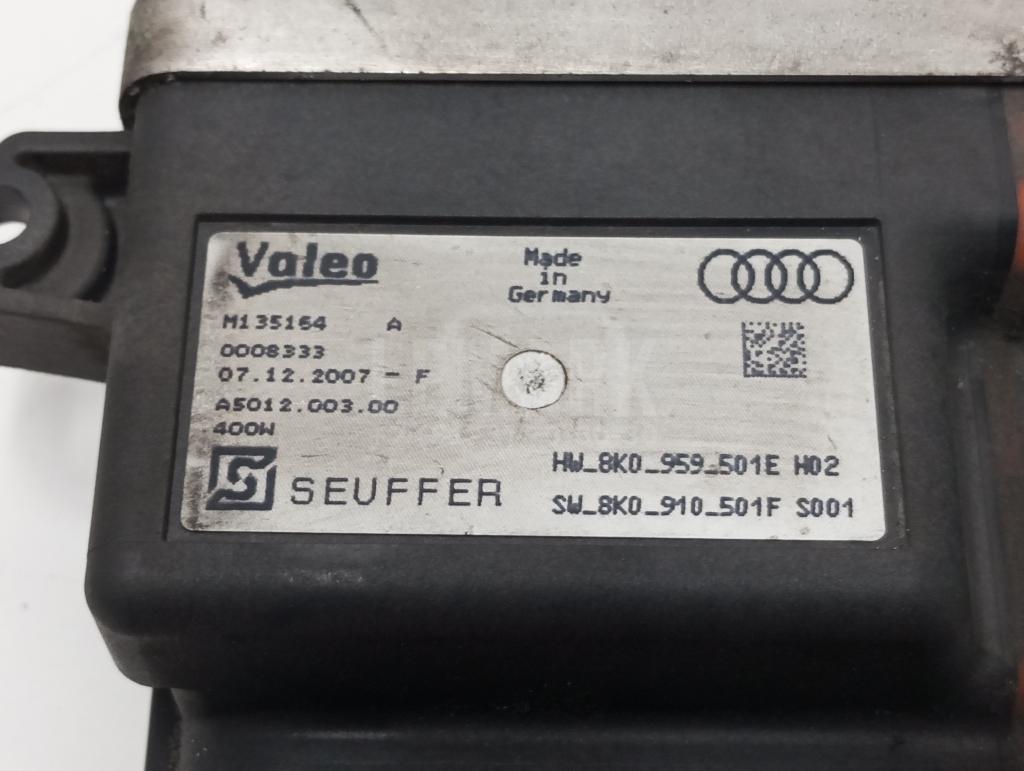 Valeo
Made
in
Germany
M135164 A
0008333
07.12.2007 - F
A5012.003.00
400W
SEUFFER
HW_8K0_959_501E H02
SW_8K0_910_501F S001